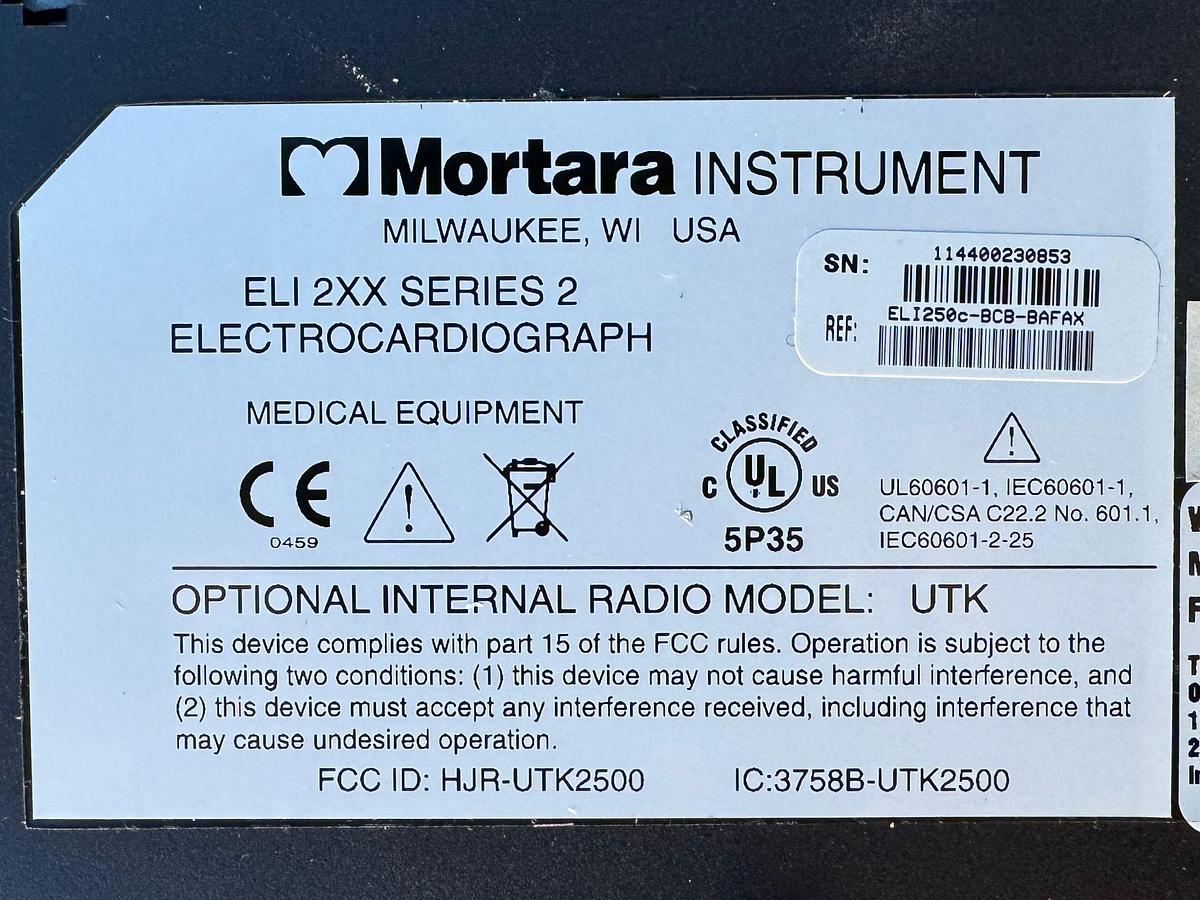 Mortara INSTRUMENT
MILWAUKEE, WI USA
SN: 114400230853
REF: ELI250c-BCB-BAFAX
ELI 2XX SERIES 2
ELECTROCARDIOGRAPH
MEDICAL EQUIPMENT
CE
0459
CLASSIFIED
C UL US
5P35
UL60601-1, IEC60601-1,
CAN/CSA C22.2 No. 601.1,
IEC60601-2-25
OPTIONAL INTERNAL RADIO MODEL: UTK
This device complies with part 15 of the FCC rules. Operation is subject to the
following two conditions: (1) this device may not cause harmful interference, and
(2) this device must accept any interference received, including interference that
may cause undesired operation.
FCC ID: HJR-UTK2500 IC:3758B-UTK2500